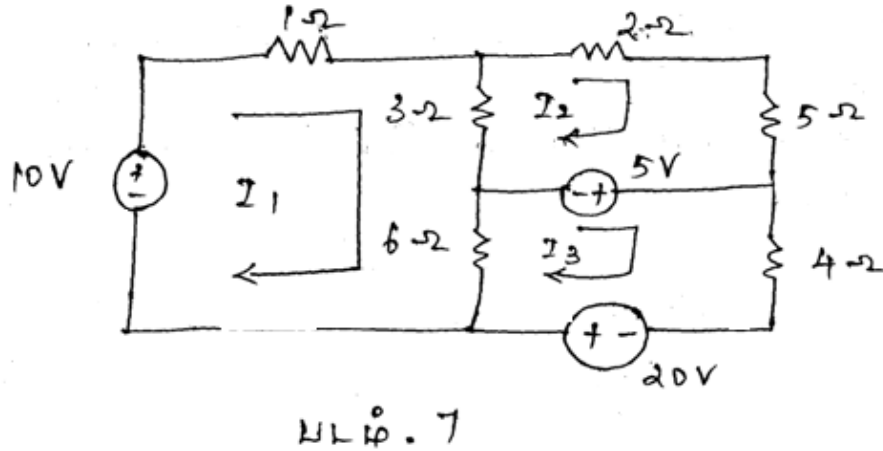 1Ω
2Ω
3Ω
I2
5Ω
10V
+
-
I1
5V
- +
6Ω
I3
4Ω
+ -
20V
படம். 7